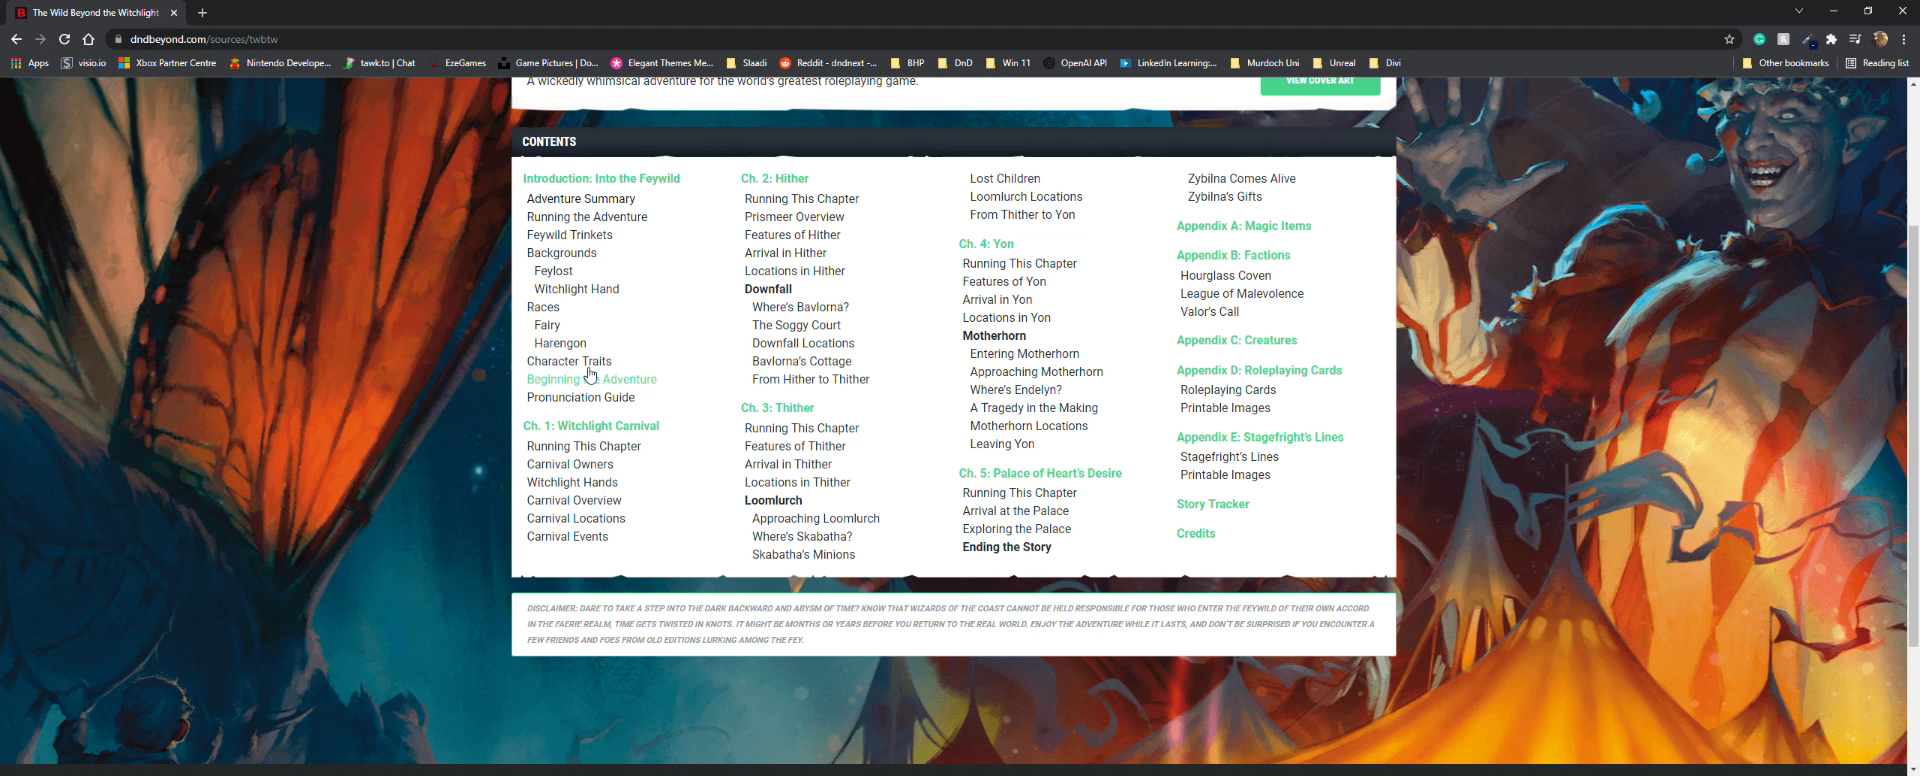 The Wild Beyond the Witchlight
dndbeyond.com/sources/twbtw
Apps
visio.io
Xbox Partner Centre
Nintendo Develope...
tawk.to | Chat
EzeGames
Game Pictures | Do...
Elegant Themes Me...
Slaadi
Reddit - dndnext -...
BHP
DnD
Win 11
OpenAI API
LinkedIn Learning:...
Murdoch Uni
Unreal
Divi
Other bookmarks
Reading list
A wickedly whimsical adventure for the world's greatest roleplaying game.
VIEW COVER ART
CONTENTS
Introduction: Into the Feywild
Adventure Summary
Running the Adventure
Feywild Trinkets
Backgrounds
Feylost
Witchlight Hand
Races
Fairy
Harengon
Character Traits
Beginning Adventure
Pronunciation Guide
Ch. 1: Witchlight Carnival
Running This Chapter
Carnival Owners
Witchlight Hands
Carnival Overview
Carnival Locations
Carnival Events
Ch. 2: Hither
Running This Chapter
Prismeer Overview
Features of Hither
Arrival in Hither
Locations in Hither
Downfall
Where's Bavlorna?
The Soggy Court
Downfall Locations
Bavlorna's Cottage
From Hither to Thither
Ch. 3: Thither
Running This Chapter
Features of Thither
Arrival in Thither
Locations in Thither
Loomlurch
Approaching Loomlurch
Where's Skabatha?
Skabatha's Minions
Lost Children
Loomlurch Locations
From Thither to Yon
Ch. 4: Yon
Running This Chapter
Features of Yon
Arrival in Yon
Locations in Yon
Motherhorn
Entering Motherhorn
Approaching Motherhorn
Where's Endelyn?
A Tragedy in the Making
Motherhorn Locations
Leaving Yon
Ch. 5: Palace of Heart's Desire
Running This Chapter
Arrival at the Palace
Exploring the Palace
Ending the Story
Zybilna Comes Alive
Zybilna's Gifts
Appendix A: Magic Items
Appendix B: Factions
Hourglass Coven
League of Malevolence
Valor's Call
Appendix C: Creatures
Appendix D: Roleplaying Cards
Roleplaying Cards
Printable Images
Appendix E: Stagefright's Lines
Stagefright's Lines
Printable Images
Story Tracker
Credits
DISCLAIMER: DARE TO TAKE A STEP INTO THE DARK BACKWARD AND ABYSM OF TIME? KNOW THAT WIZARDS OF THE COAST CANNOT BE HELD RESPONSIBLE FOR THOSE WHO ENTER THE FEYWILD OF THEIR OWN ACCORD.
IN THE FAERIE REALM, TIME GETS TWISTED IN KNOTS. IT MIGHT BE MONTHS OR YEARS BEFORE YOU RETURN TO THE REAL WORLD. ENJOY THE ADVENTURE WHILE IT LASTS, AND DON'T BE SURPRISED IF YOU ENCOUNTER A
FEW FRIENDS AND FOES FROM OLD EDITIONS LURKING AMONG THE FEY.